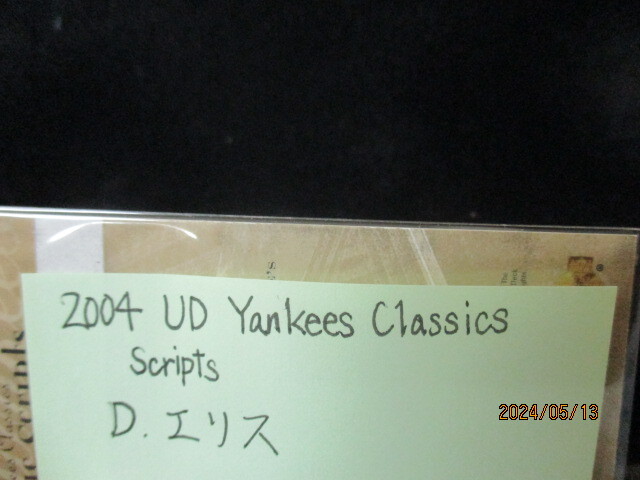 2004 UD Yankees Classics
Scripts
D. エリス
2024/05/13